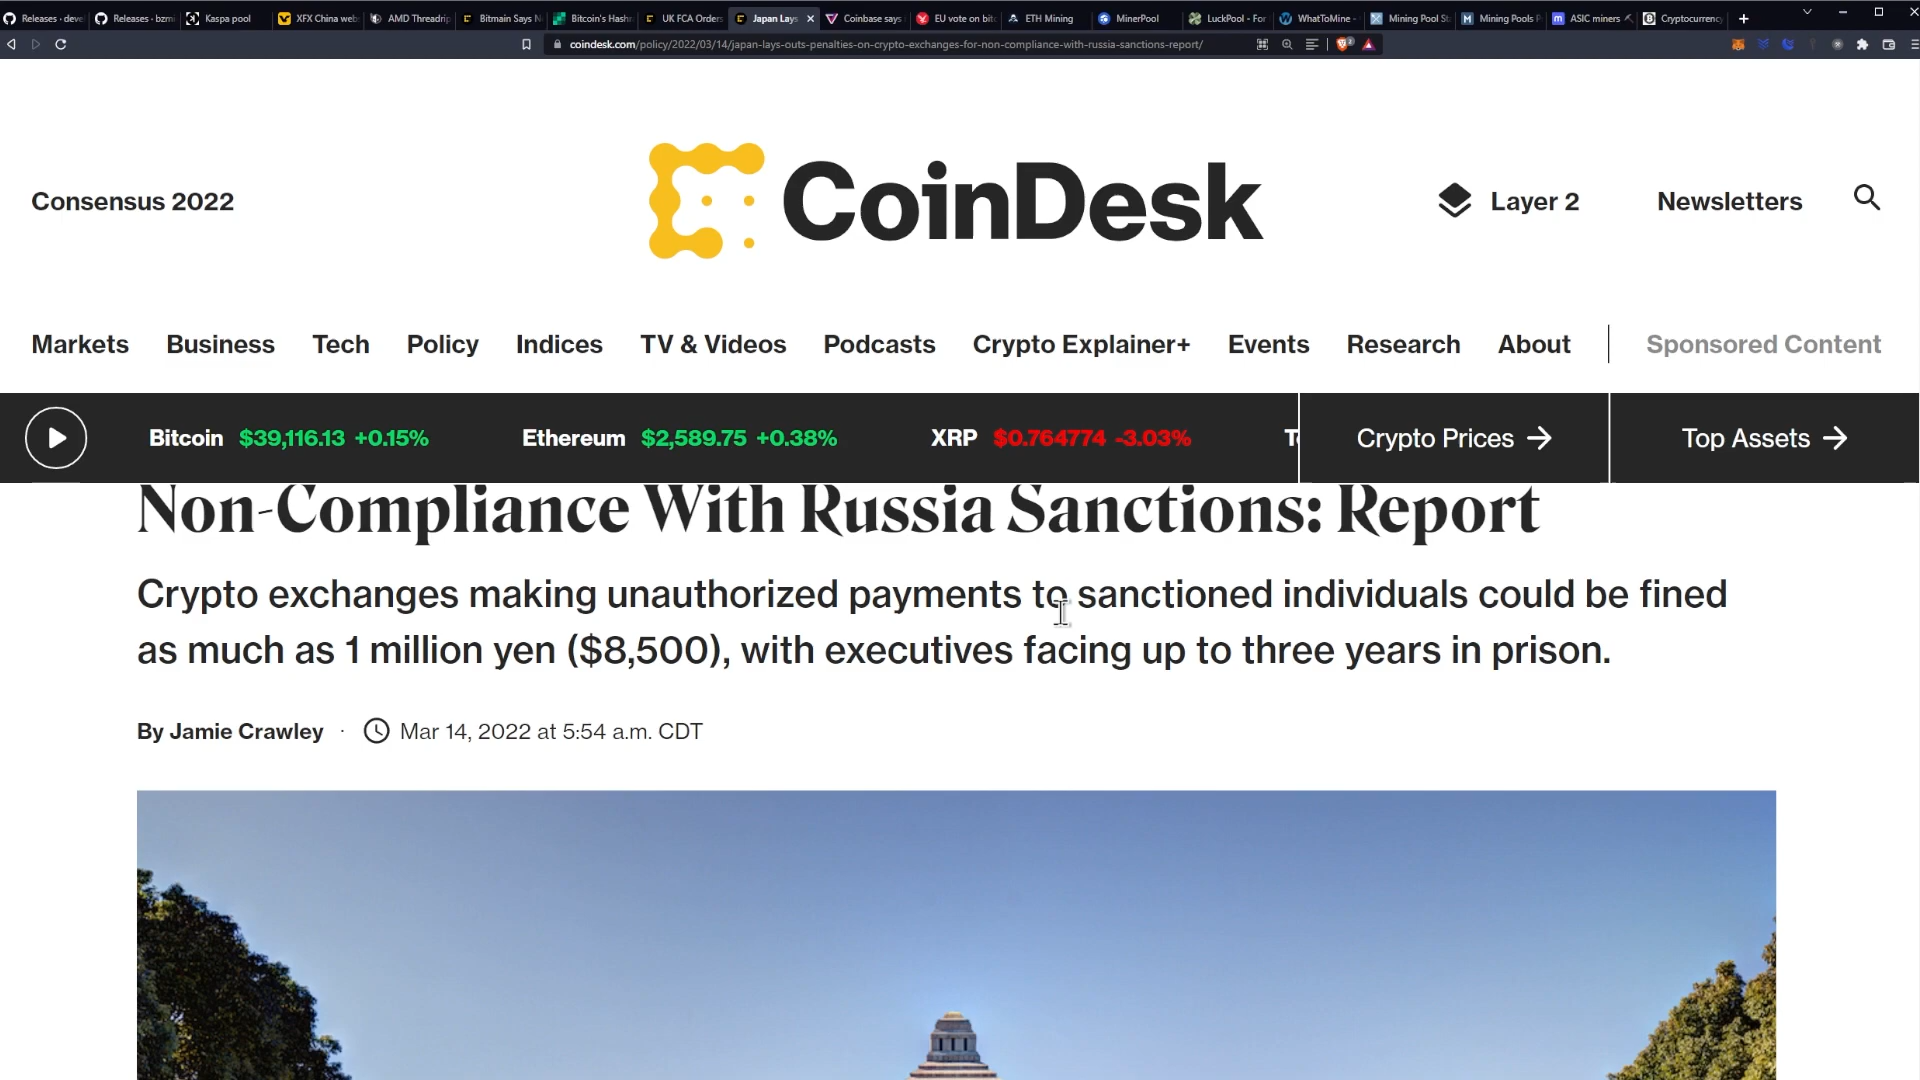 Releases · deve Releases · bzmi Kaspa pool XFX China web AMD Threadrip Bitmain Says N Bitcoin's Hashr UK FCA Orders Japan Lays Coinbase says EU vote on bitc ETH Mining MinerPool LuckPool - For WhatToMine - Mining Pool St Mining Pools P ASIC miners Cryptocurrenc
coindesk.com/policy/2022/03/14/japan-lays-outs-penalties-on-crypto-exchanges-for-non-compliance-with-russia-sanctions-report/
Consensus 2022 CoinDesk Layer 2 Newsletters
Markets Business Tech Policy Indices TV & Videos Podcasts Crypto Explainer+ Events Research About Sponsored Content
Bitcoin $39,116.13 +0.15% Ethereum $2,589.75 +0.38% XRP $0.764774 -3.03% Crypto Prices → Top Assets →
Non-Compliance With Russia Sanctions: Report
Crypto exchanges making unauthorized payments to sanctioned individuals could be fined
as much as 1 million yen ($8,500), with executives facing up to three years in prison.
By Jamie Crawley · Mar 14, 2022 at 5:54 a.m. CDT